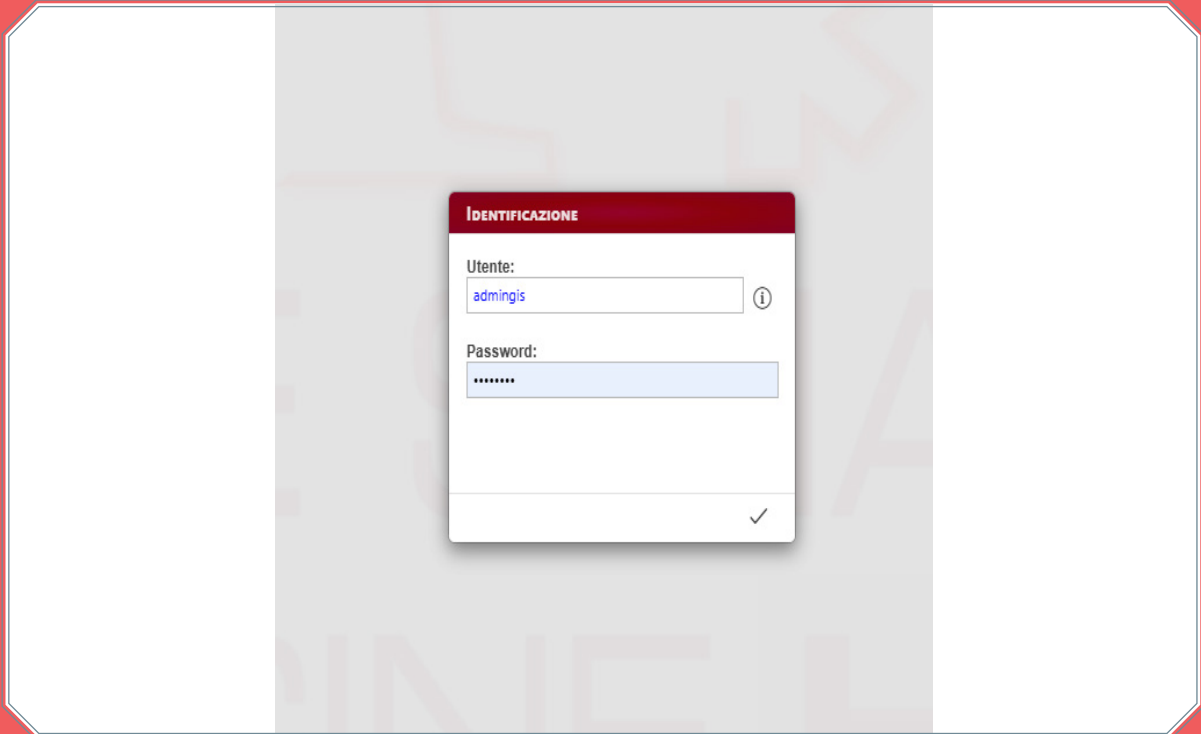 Identificazione
Utente:
admingis
Password:
••••••••